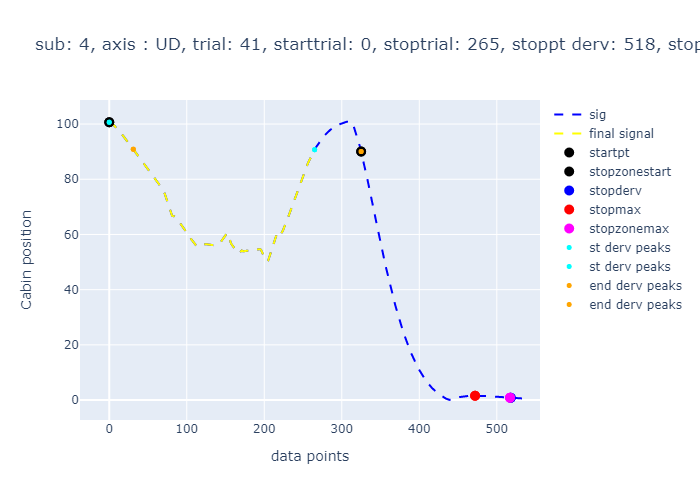 sub: 4, axis : UD, trial: 41, starttrial: 0, stoptrial: 265, stoppt derv: 518, stop
100
80
60
40
20
0
Cabin position
0 100 200 300 400 500
data points
sig
final signal
startpt
stopzonestart
stopderv
stopmax
stopzonemax
st derv peaks
st derv peaks
end derv peaks
end derv peaks